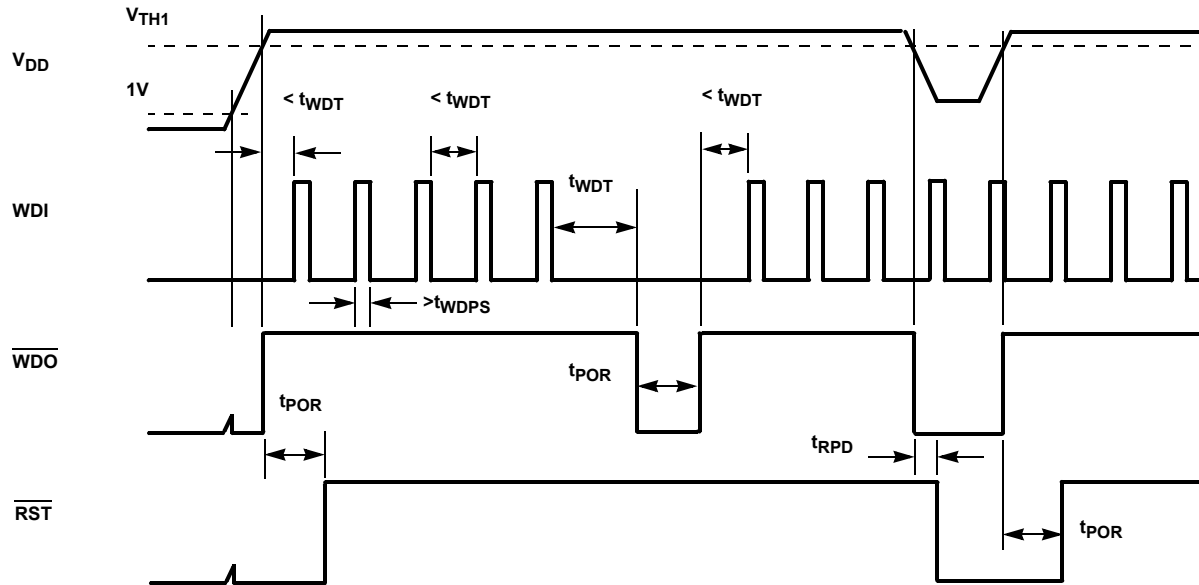 VTH1
VDD
1V
< tWDT
< tWDT
< tWDT
tWDT
WDI
>tWDPS
WDO
tPOR
tPOR
tRPD
RST
tPOR